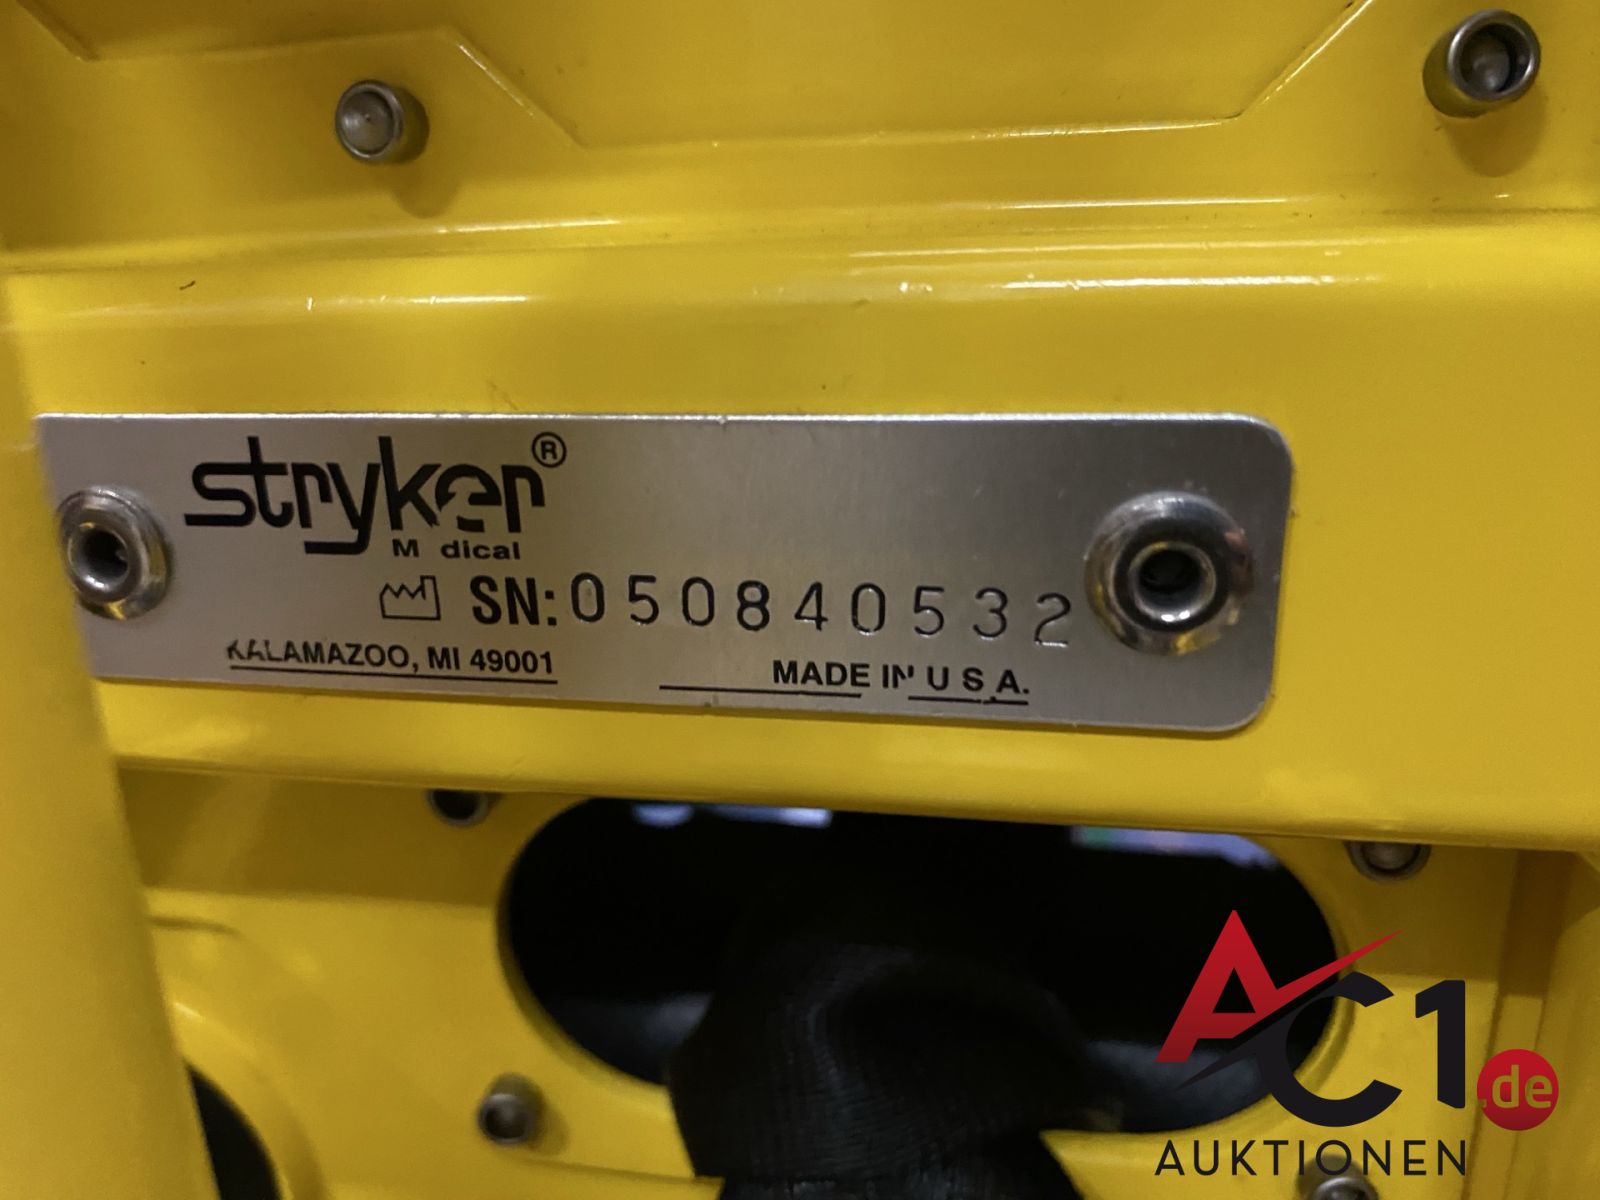 stryker®
M dical
SN: 050840532
KALAMAZOO, MI 49001
MADE IN U S A.
AC1.de
AUKTIONEN